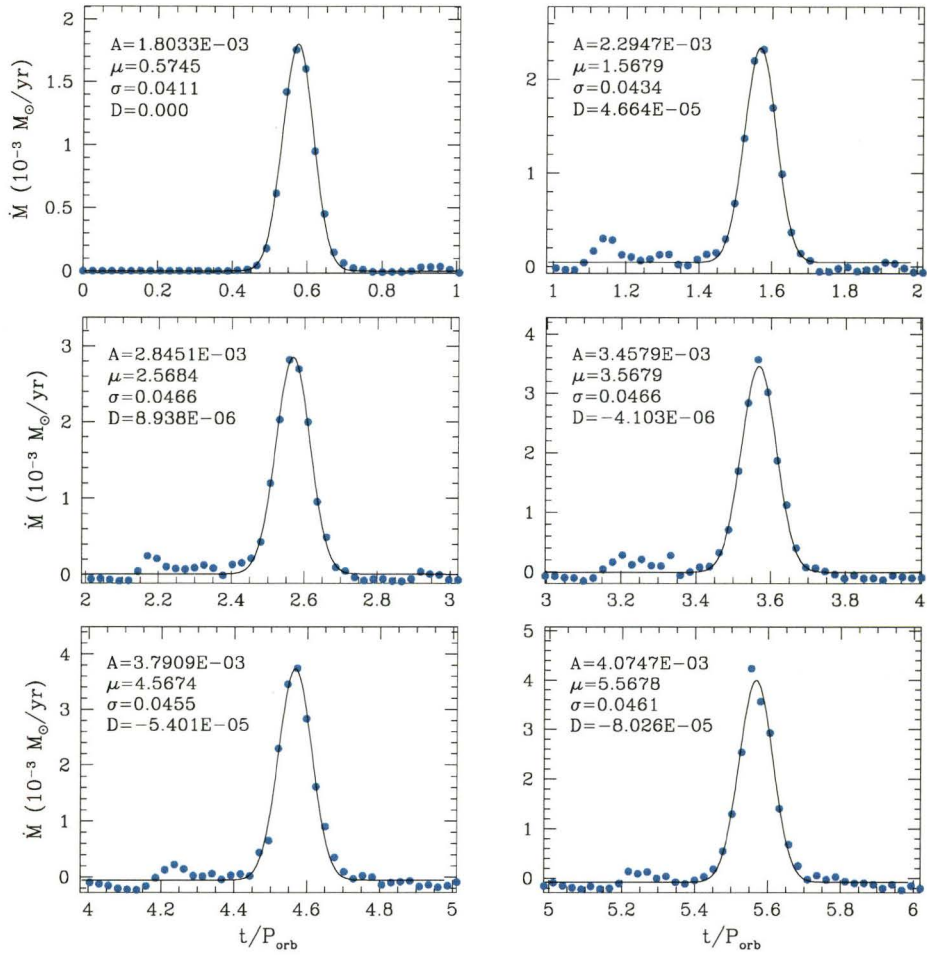 A=1.8033E−03
μ=0.5745
σ=0.0411
D=0.000
Ṁ (10⁻³ M⊙/yr)
2
1.5
1
0.5
0
0 0.2 0.4 0.6 0.8 1
A=2.2947E−03
μ=1.5679
σ=0.0434
D=4.664E−05
2
1
0
1 1.2 1.4 1.6 1.8 2
A=2.8451E−03
μ=2.5684
σ=0.0466
D=8.938E−06
Ṁ (10⁻³ M⊙/yr)
3
2
1
0
2 2.2 2.4 2.6 2.8 3
A=3.4579E−03
μ=3.5679
σ=0.0466
D=−4.103E−06
4
3
2
1
0
3 3.2 3.4 3.6 3.8 4
A=3.7909E−03
μ=4.5674
σ=0.0455
D=−5.401E−05
Ṁ (10⁻³ M⊙/yr)
4
3
2
1
0
4 4.2 4.4 4.6 4.8 5
t/Porb
A=4.0747E−03
μ=5.5678
σ=0.0461
D=−8.026E−05
5
4
3
2
1
0
5 5.2 5.4 5.6 5.8 6
t/Porb